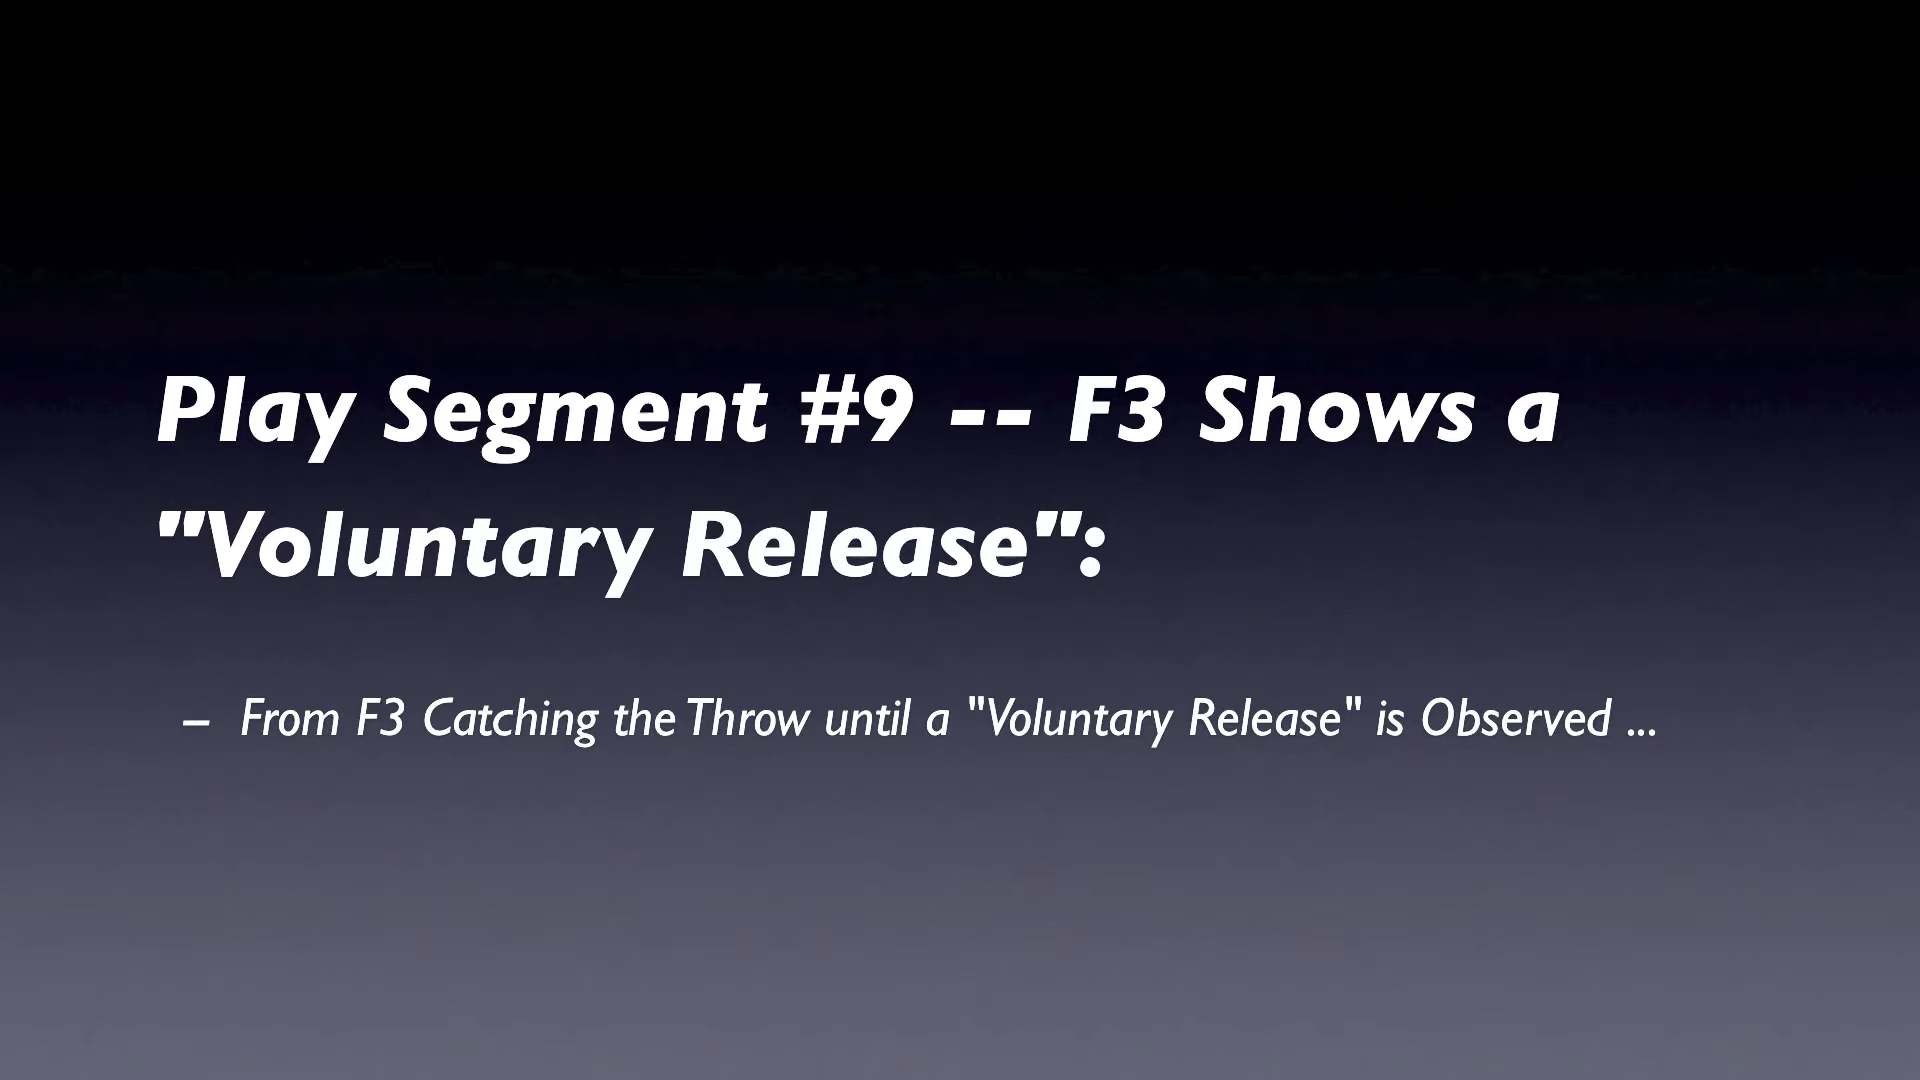 Play Segment #9 -- F3 Shows a
"Voluntary Release":
– From F3 Catching the Throw until a "Voluntary Release" is Observed ...